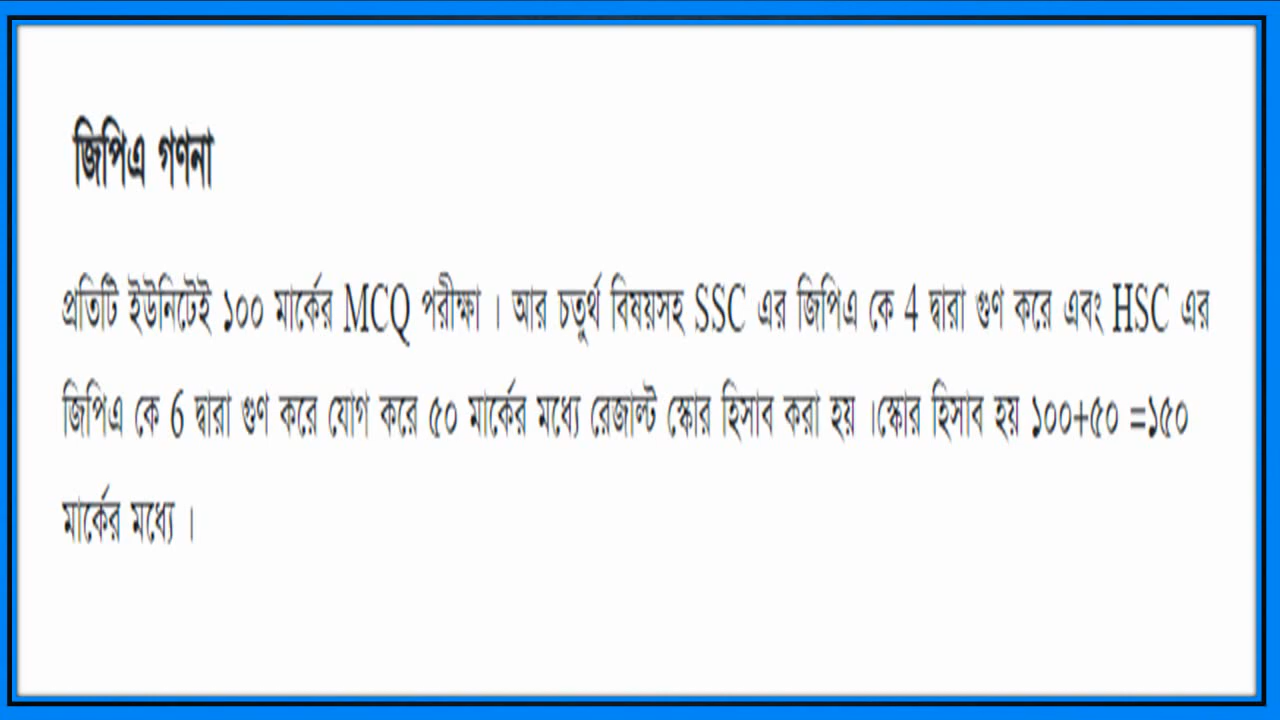 জিপিএ গণনা
প্রতিটি ইউনিটেই ১০০ মার্কের MCQ পরীক্ষা । আর চতুর্থ বিষয়সহ SSC এর জিপিএ কে 4 দ্বারা গুণ করে এবং HSC এর
জিপিএ কে 6 দ্বারা গুণ করে যোগ করে ৫০ মার্কের মধ্যে রেজাল্ট স্কোর হিসাব করা হয় ।স্কোর হিসাব হয় ১০০+৫০ =১৫০
মার্কের মধ্যে ।